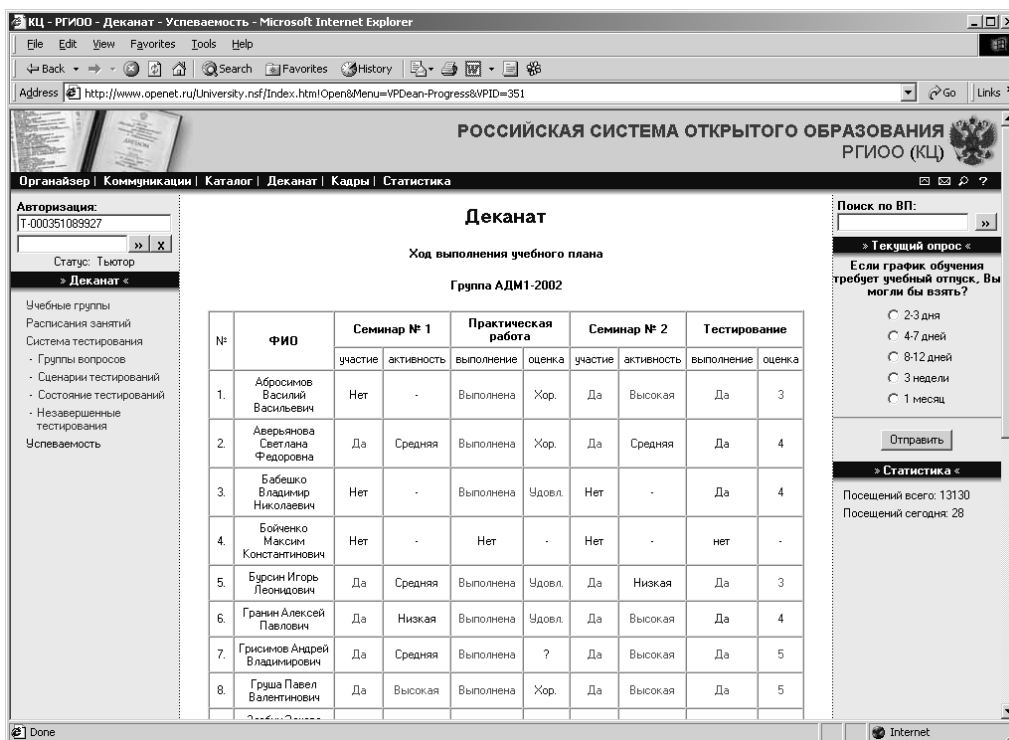 КЦ - РГИОО - Деканат - Успеваемость - Microsoft Internet Explorer
File Edit View Favorites Tools Help
Back Search Favorites History
Address http://www.openet.ru/University.nsf/Index.htm!Open&Menu=VPDean-Progress&VPID=351 Go Links
РОССИЙСКАЯ СИСТЕМА ОТКРЫТОГО ОБРАЗОВАНИЯ
РГИОО (КЦ)
Органайзер | Коммуникации | Каталог | Деканат | Кадры | Статистика ?
Авторизация:
T-000351089927
» x
Статус: Тьютор
» Деканат «
Учебные группы
Расписания занятий
Система тестирования
- Группы вопросов
- Сценарии тестирований
- Состояние тестирований
- Незавершенные
тестирования
Успеваемость
Деканат
Ход выполнения учебного плана
Группа АДМ1-2002
№ ФИО Семинар № 1 Практическая работа Семинар № 2 Тестирование
участие активность выполнение оценка участие активность выполнение оценка
1. Абросимов Василий Васильевич Нет - Выполнена Хор. Да Высокая Да 3
2. Аверьянова Светлана Федоровна Да Средняя Выполнена Хор. Да Средняя Да 4
3. Бабешко Владимир Николаевич Нет - Выполнена Удовл. Нет - Да 4
4. Бойченко Максим Константинович Нет - Нет - Нет - нет -
5. Бурсин Игорь Леонидович Да Средняя Выполнена Удовл. Да Низкая Да 3
6. Гранин Алексей Павлович Да Низкая Выполнена Удовл. Да Высокая Да 4
7. Грисимов Андрей Владимирович Да Средняя Выполнена ? Да Высокая Да 5
8. Груша Павел Валентинович Да Высокая Выполнена Хор. Да Высокая Да 5
Поиск по ВП:
»
» Текущий опрос «
Если график обучения
требует учебный отпуск, Вы
могли бы взять?
2-3 дня
4-7 дней
8-12 дней
3 недели
1 месяц
Отправить
» Статистика «
Посещений всего: 13130
Посещений сегодня: 28
Done Internet